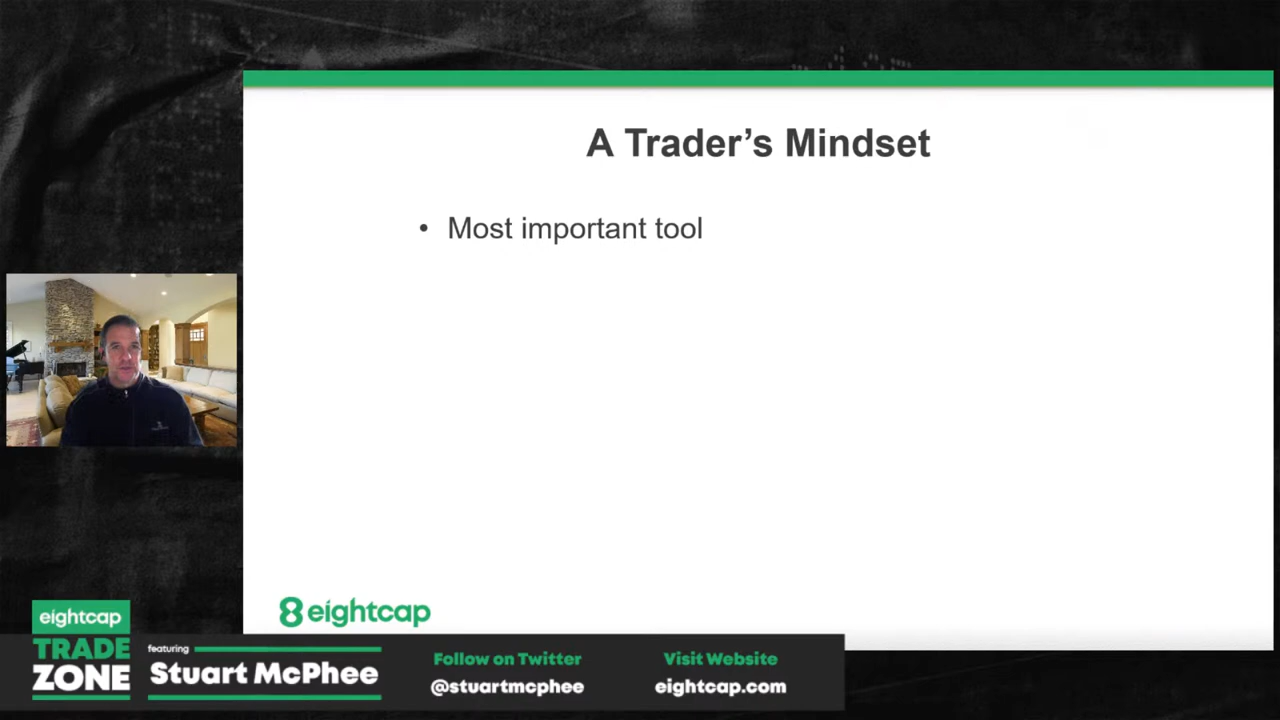 A Trader's Mindset
• Most important tool
8 eightcap
eightcap
TRADE
ZONE
featuring
Stuart McPhee
Follow on Twitter
@stuartmcphee
Visit Website
eightcap.com